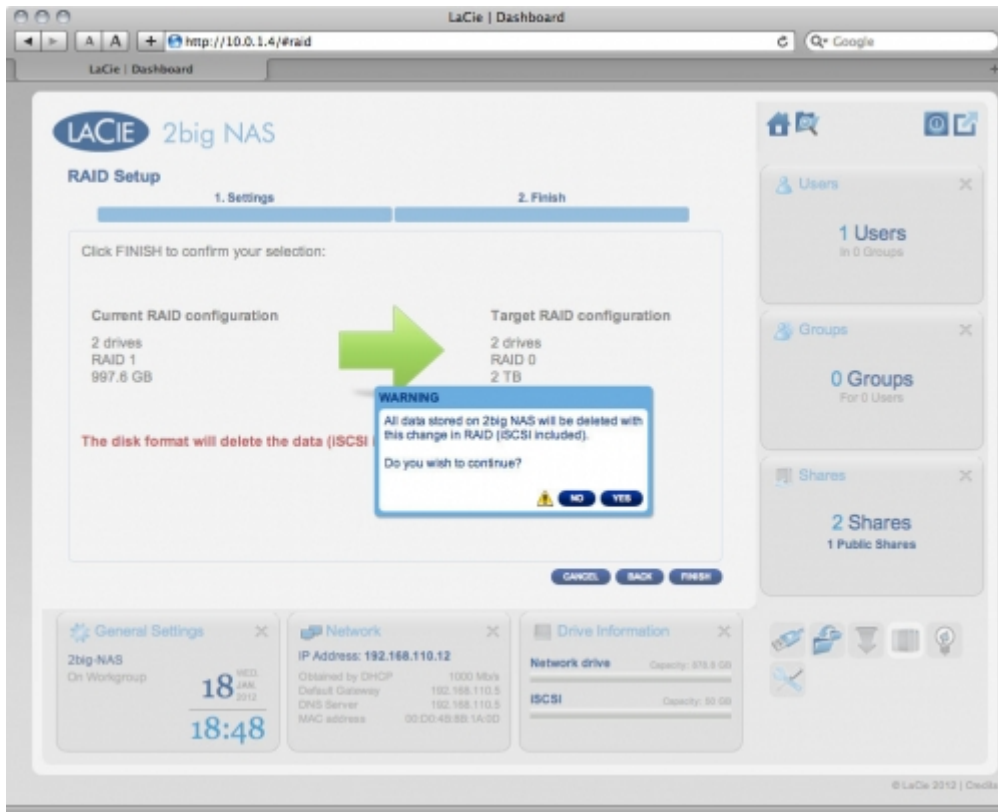 LaCie | Dashboard
http://10.0.1.4/#raid
Google
LaCie | Dashboard
LACIE 2big NAS
RAID Setup
1. Settings
2. Finish
Click FINISH to confirm your selection:
Current RAID configuration
2 drives
RAID 1
997.6 GB
Target RAID configuration
2 drives
RAID 0
2 TB
The disk format will delete the data (iSCSI
WARNING
All data stored on 2big NAS will be deleted with
this change in RAID (iSCSI included).
Do you wish to continue?
NO YES
CANCEL BACK FINISH
Users
1 Users
In 0 Groups
Groups
0 Groups
For 0 Users
Shares
2 Shares
1 Public Shares
General Settings
2big-NAS
On Workgroup
18 WED. JAN. 2012
18:48
Network
IP Address: 192.168.110.12
Obtained by DHCP 1000 Mb/s
Default Gateway 192.168.110.5
DNS Server 192.168.110.5
MAC address
Drive Information
Network drive Capacity:
iSCSI Capacity: 50 GB
© LaCie 2012 | Credits